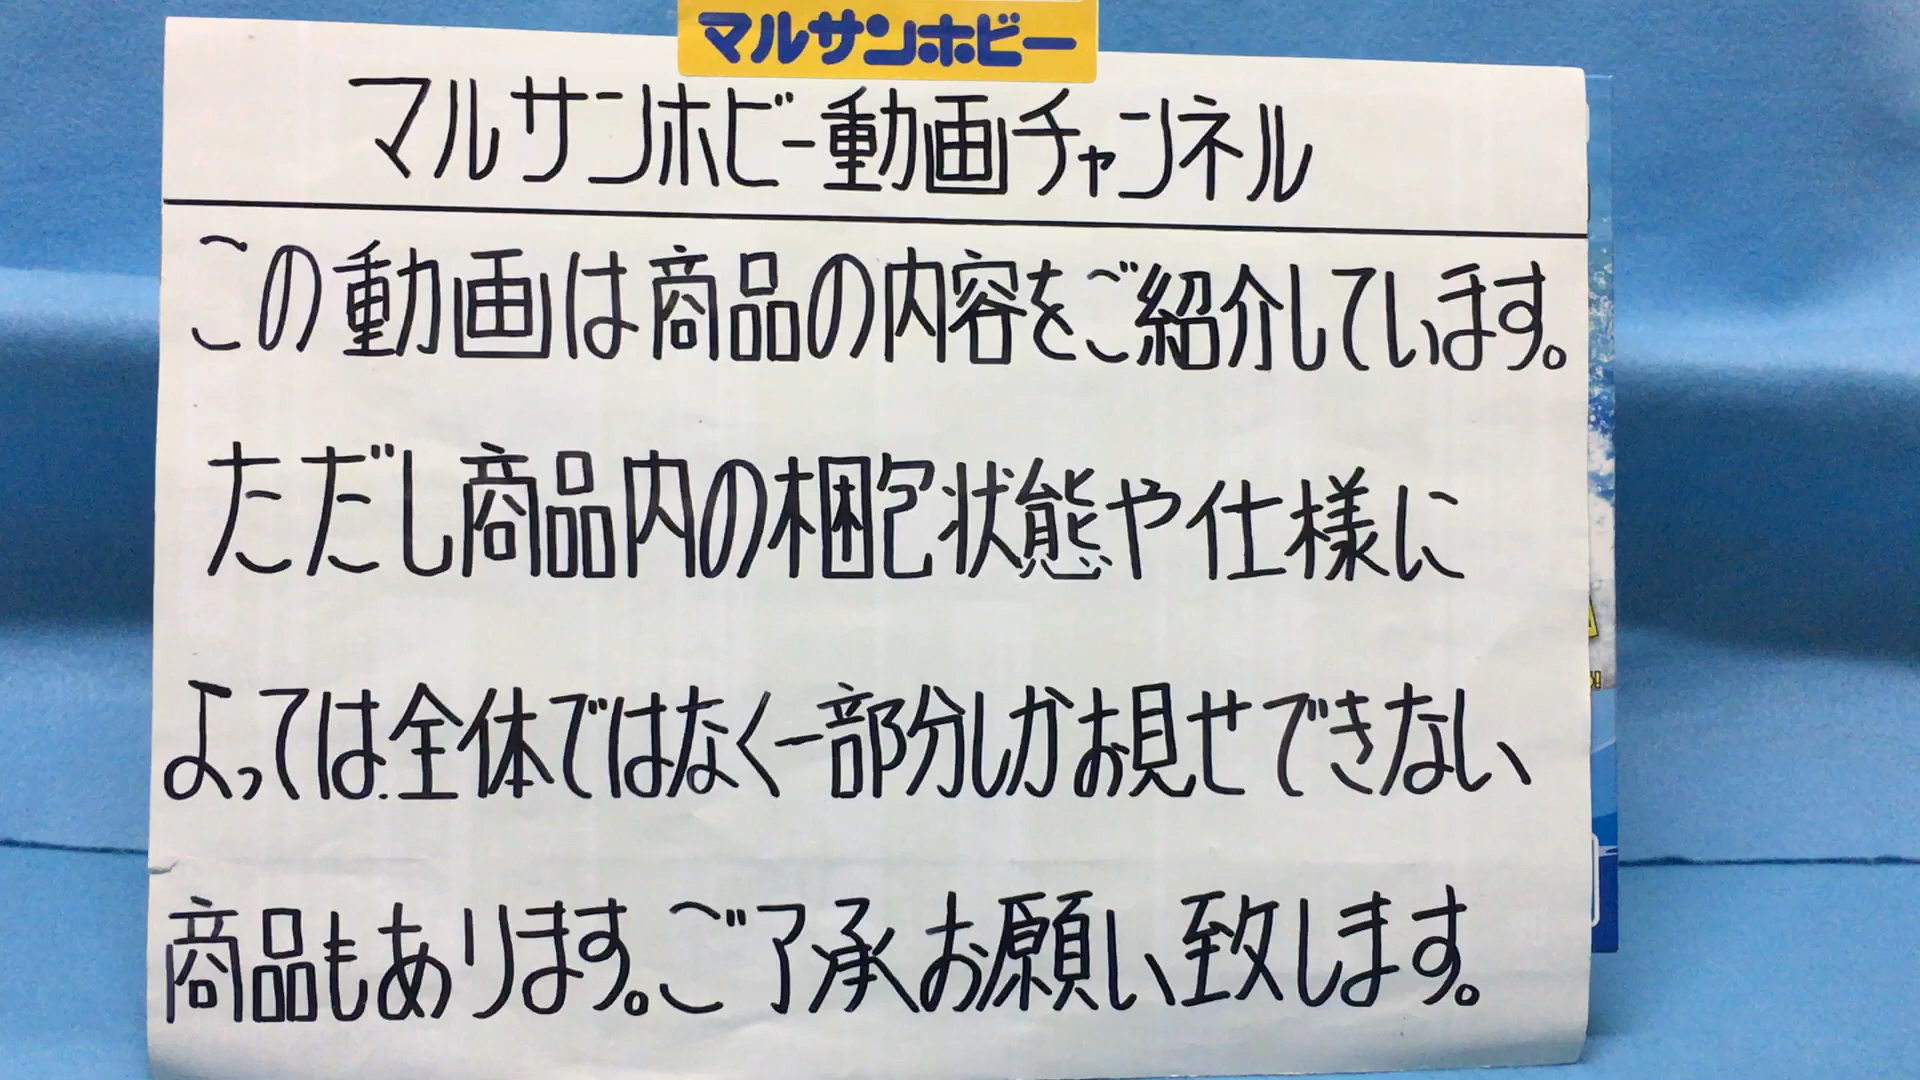 マルサンホビー
マルサンホビー動画チャンネル
この動画は商品の内容をご紹介しています。
ただし商品内の梱包状態や仕様に
よっては全体ではなく一部分しかお見せできない
商品もあります。ご了承お願い致します。